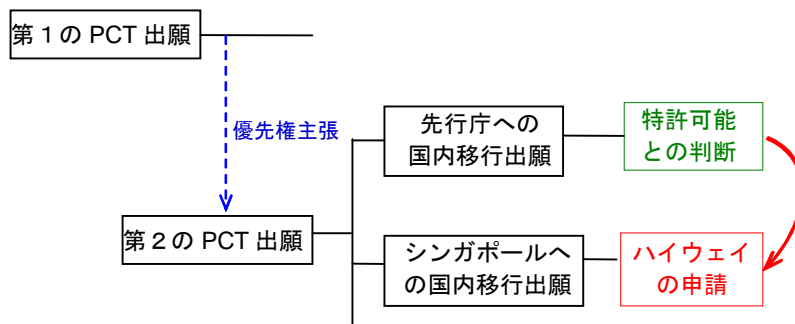 第１の PCT 出願
優先権主張
先行庁への
国内移行出願
特許可能
との判断
第２の PCT 出願
シンガポールへ
の国内移行出願
ハイウェイ
の申請